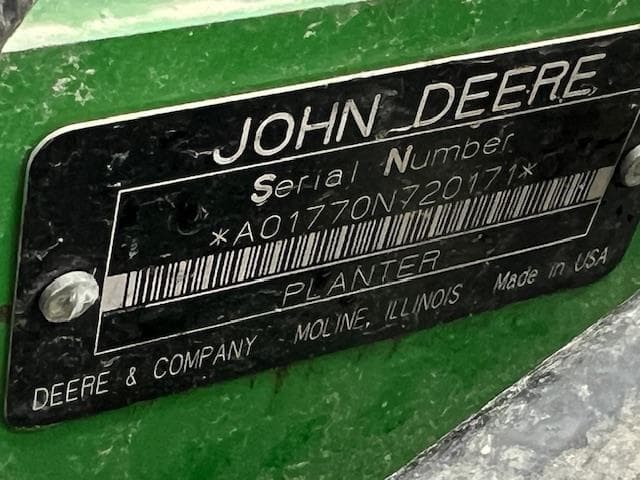 JOHN DEERE
Serial Number
*A01770N720171*
PLANTER
DEERE & COMPANY MOLINE, ILLINOIS Made in USA